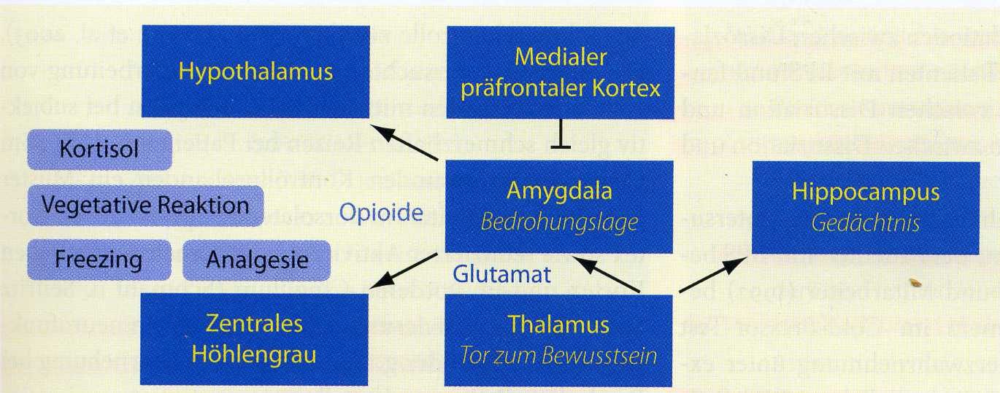 Hypothalamus
Medialer
präfrontaler Kortex
Kortisol
Vegetative Reaktion
Opioide
Amygdala
Bedrohungslage
Hippocampus
Gedächtnis
Freezing
Analgesie
Glutamat
Zentrales
Höhlengrau
Thalamus
Tor zum Bewusstsein